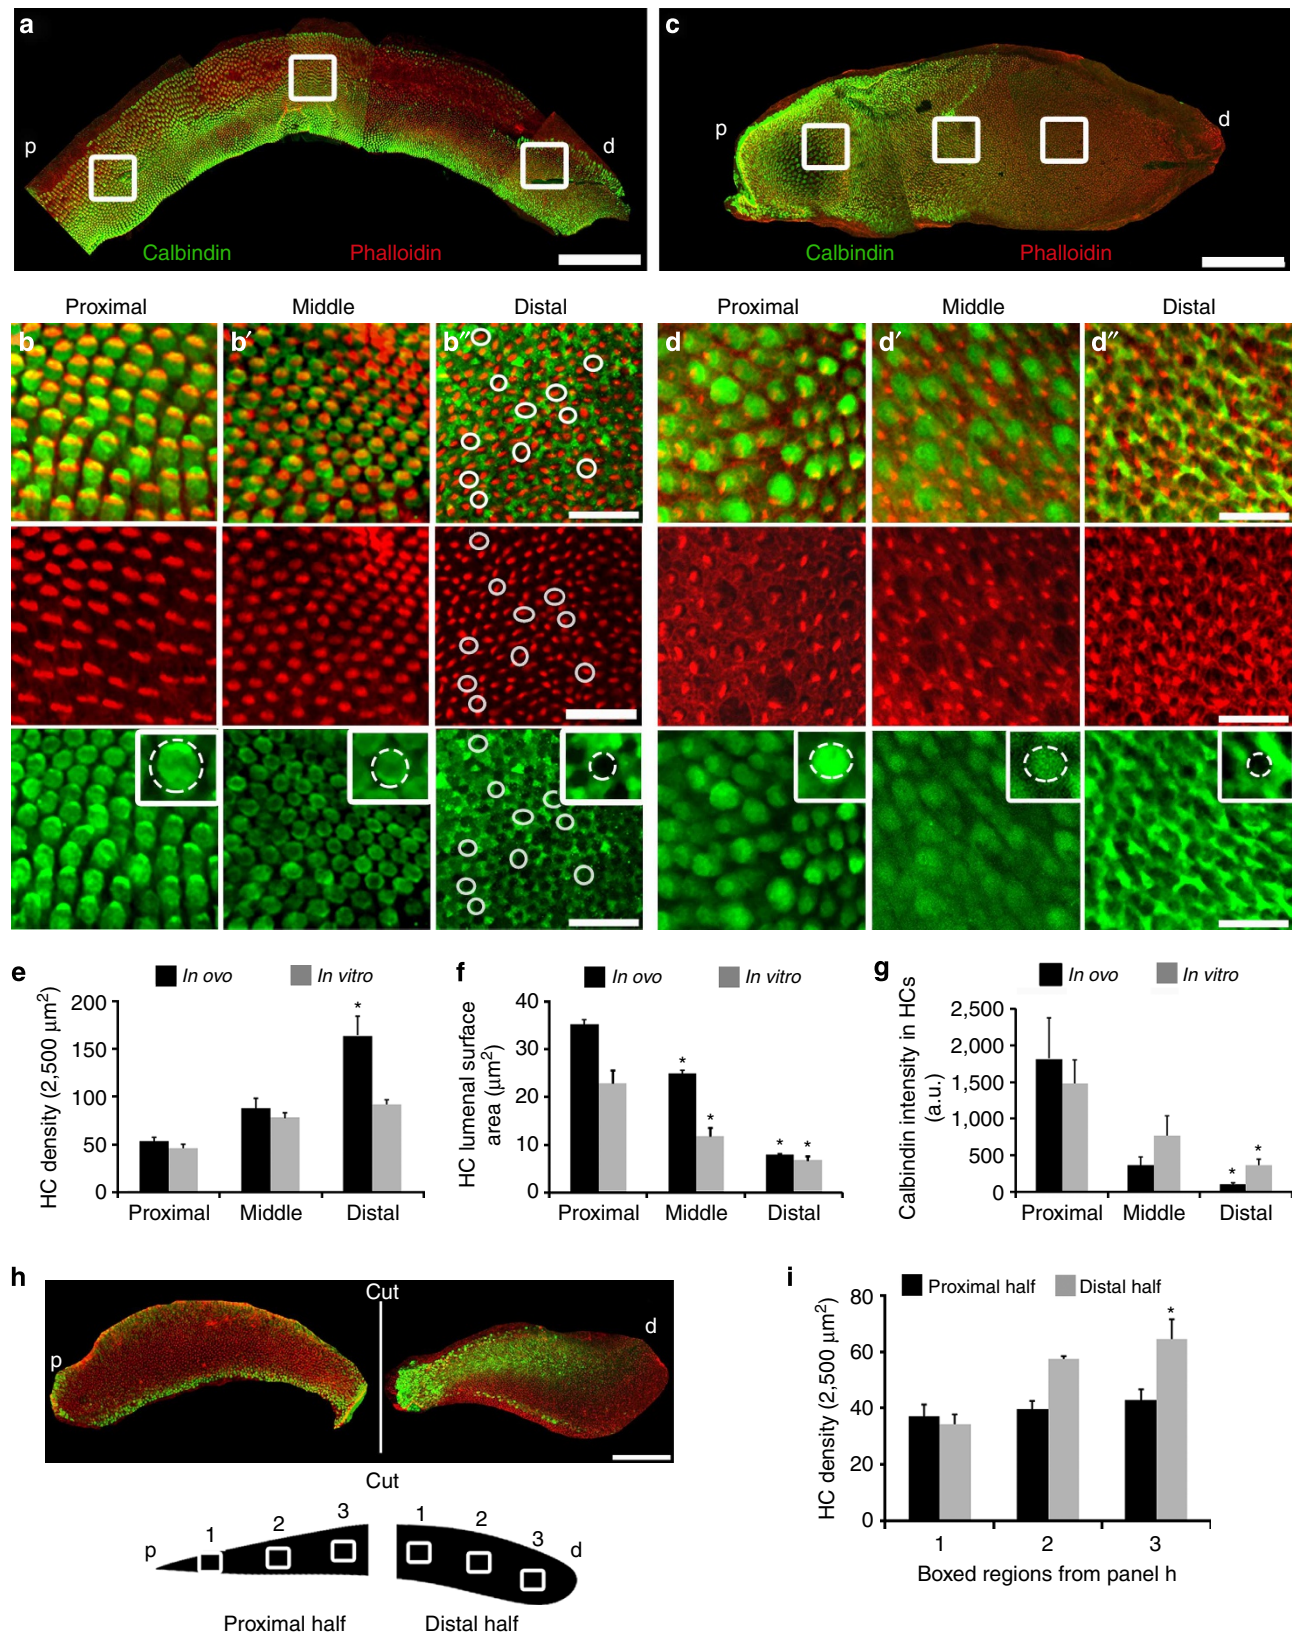 a
p
d
Calbindin
Phalloidin
c
p
d
Calbindin
Phalloidin
Proximal
Middle
Distal
b
b′
b″
Proximal
Middle
Distal
d
d′
d″
e
In ovo
In vitro
HC density (2,500 μm2)
200
150
100
50
0
*
Proximal
Middle
Distal
f
In ovo
In vitro
HC lumenal surface
area (μm2)
40
30
20
10
0
*
*
*
*
Proximal
Middle
Distal
g
In ovo
In vitro
Calbindin intensity in HCs
(a.u.)
2,500
2,000
1,500
1,000
500
0
*
*
Proximal
Middle
Distal
h
Cut
p
d
Cut
p
1
2
3
1
2
3
d
Proximal half
Distal half
i
Proximal half
Distal half
HC density (2,500 μm2)
80
60
40
20
0
*
1
2
3
Boxed regions from panel h